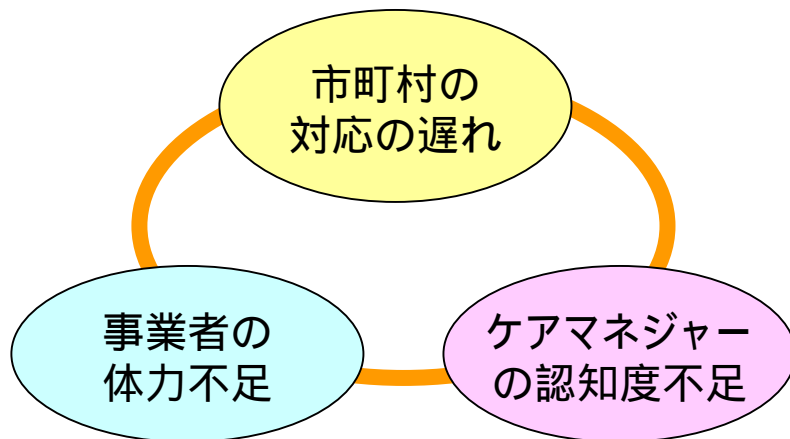 市町村の
対応の遅れ
事業者の
体力不足
ケアマネジャー
の認知度不足